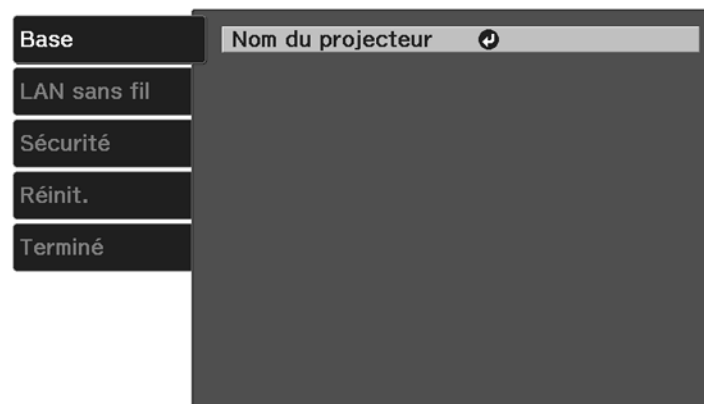 Base
Nom du projecteur
LAN sans fil
Sécurité
Réinit.
Terminé